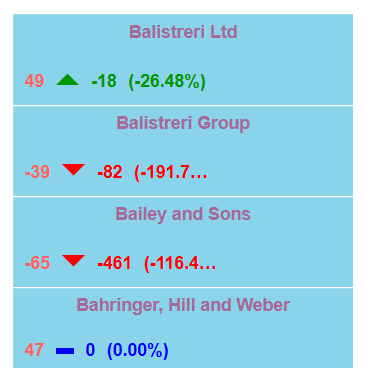 Balistreri Ltd
49 -18 (-26.48%)
Balistreri Group
-39 -82 (-191.7…
Bailey and Sons
-65 -461 (-116.4…
Bahringer, Hill and Weber
47 0 (0.00%)